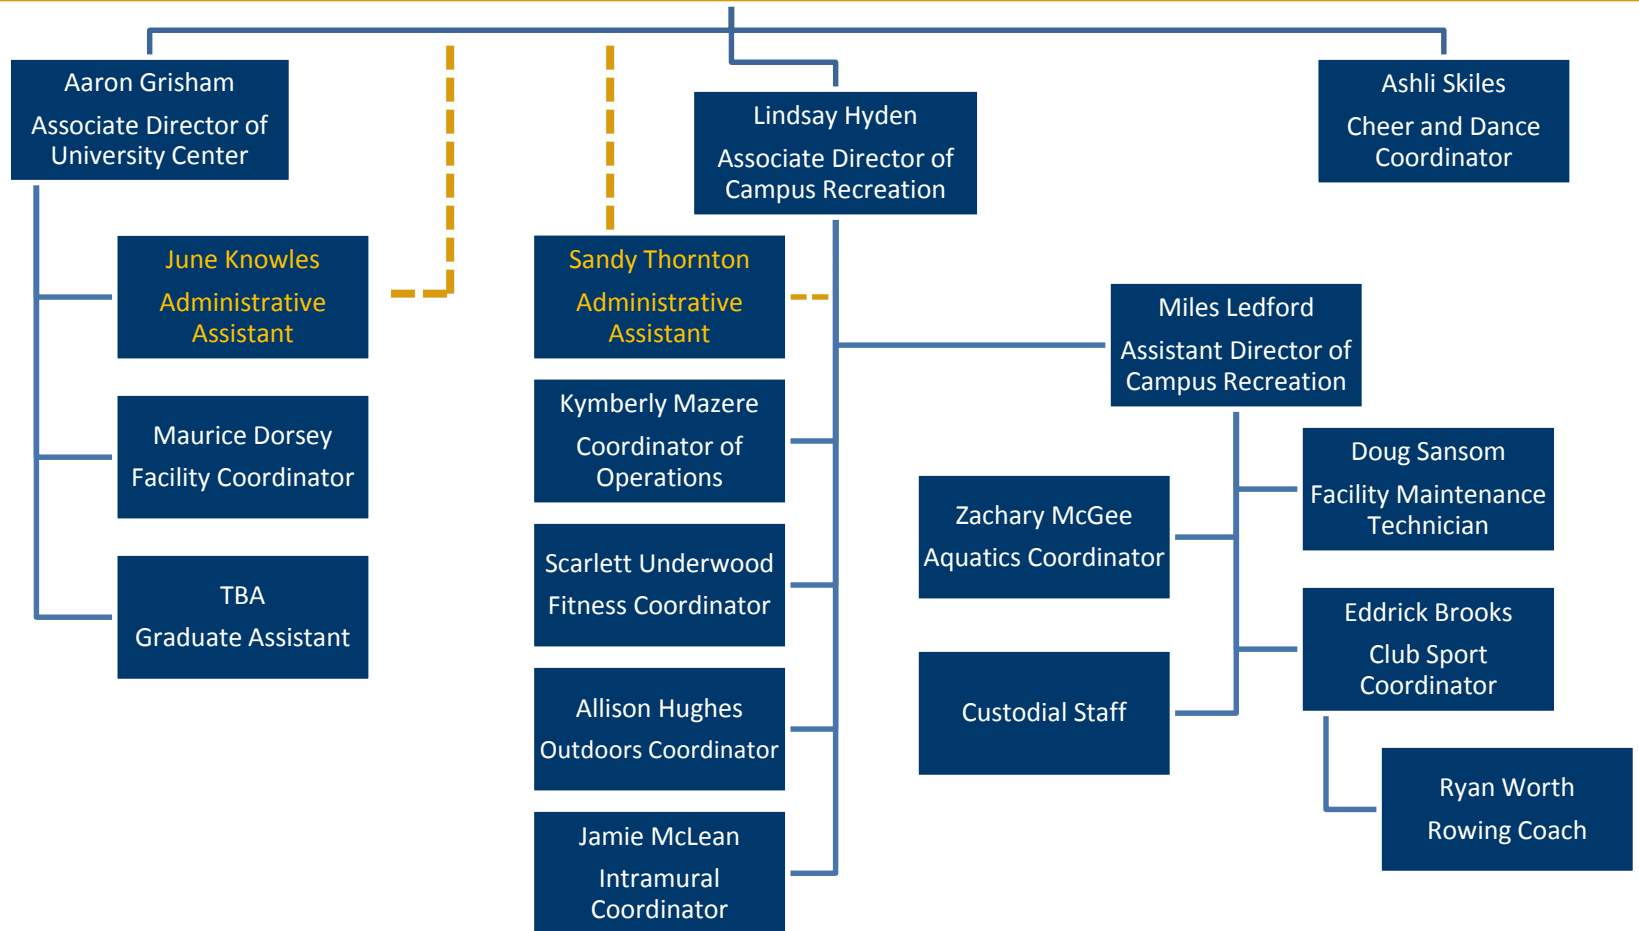 Aaron Grisham
Associate Director of
University Center
Lindsay Hyden
Associate Director of
Campus Recreation
Ashli Skiles
Cheer and Dance
Coordinator
June Knowles
Administrative
Assistant
Maurice Dorsey
Facility Coordinator
TBA
Graduate Assistant
Sandy Thornton
Administrative
Assistant
Kymberly Mazere
Coordinator of
Operations
Scarlett Underwood
Fitness Coordinator
Allison Hughes
Outdoors Coordinator
Jamie McLean
Intramural
Coordinator
Miles Ledford
Assistant Director of
Campus Recreation
Zachary McGee
Aquatics Coordinator
Custodial Staff
Doug Sansom
Facility Maintenance
Technician
Eddrick Brooks
Club Sport
Coordinator
Ryan Worth
Rowing Coach